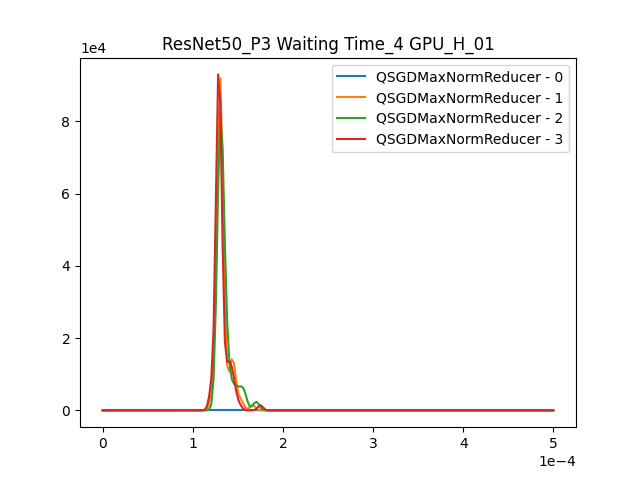 ResNet50_P3 Waiting Time_4 GPU_H_01
1e4
QSGDMaxNormReducer - 0
QSGDMaxNormReducer - 1
QSGDMaxNormReducer - 2
QSGDMaxNormReducer - 3
8
6
4
2
0
0 1 2 3 4 5
1e−4